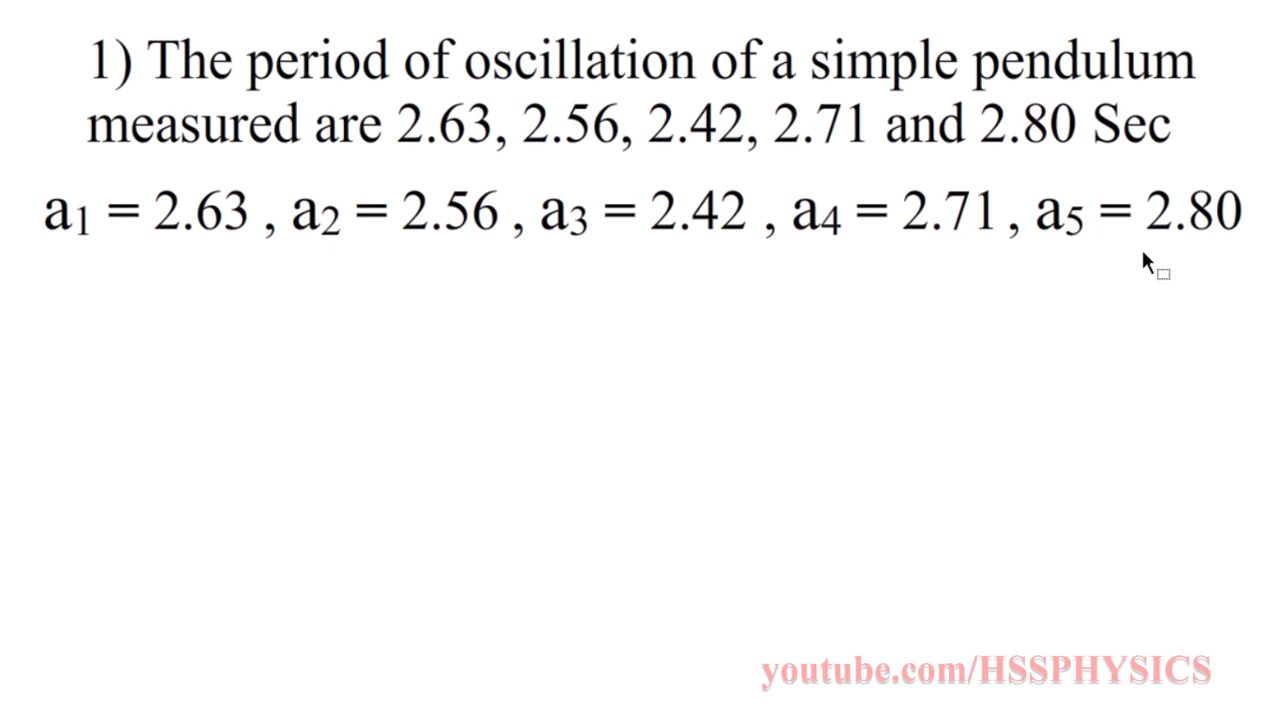 1) The period of oscillation of a simple pendulum
measured are 2.63, 2.56, 2.42, 2.71 and 2.80 Sec
a₁ = 2.63 , a₂ = 2.56 , a₃ = 2.42 , a₄ = 2.71 , a₅ = 2.80
youtube.com/HSSPHYSICS